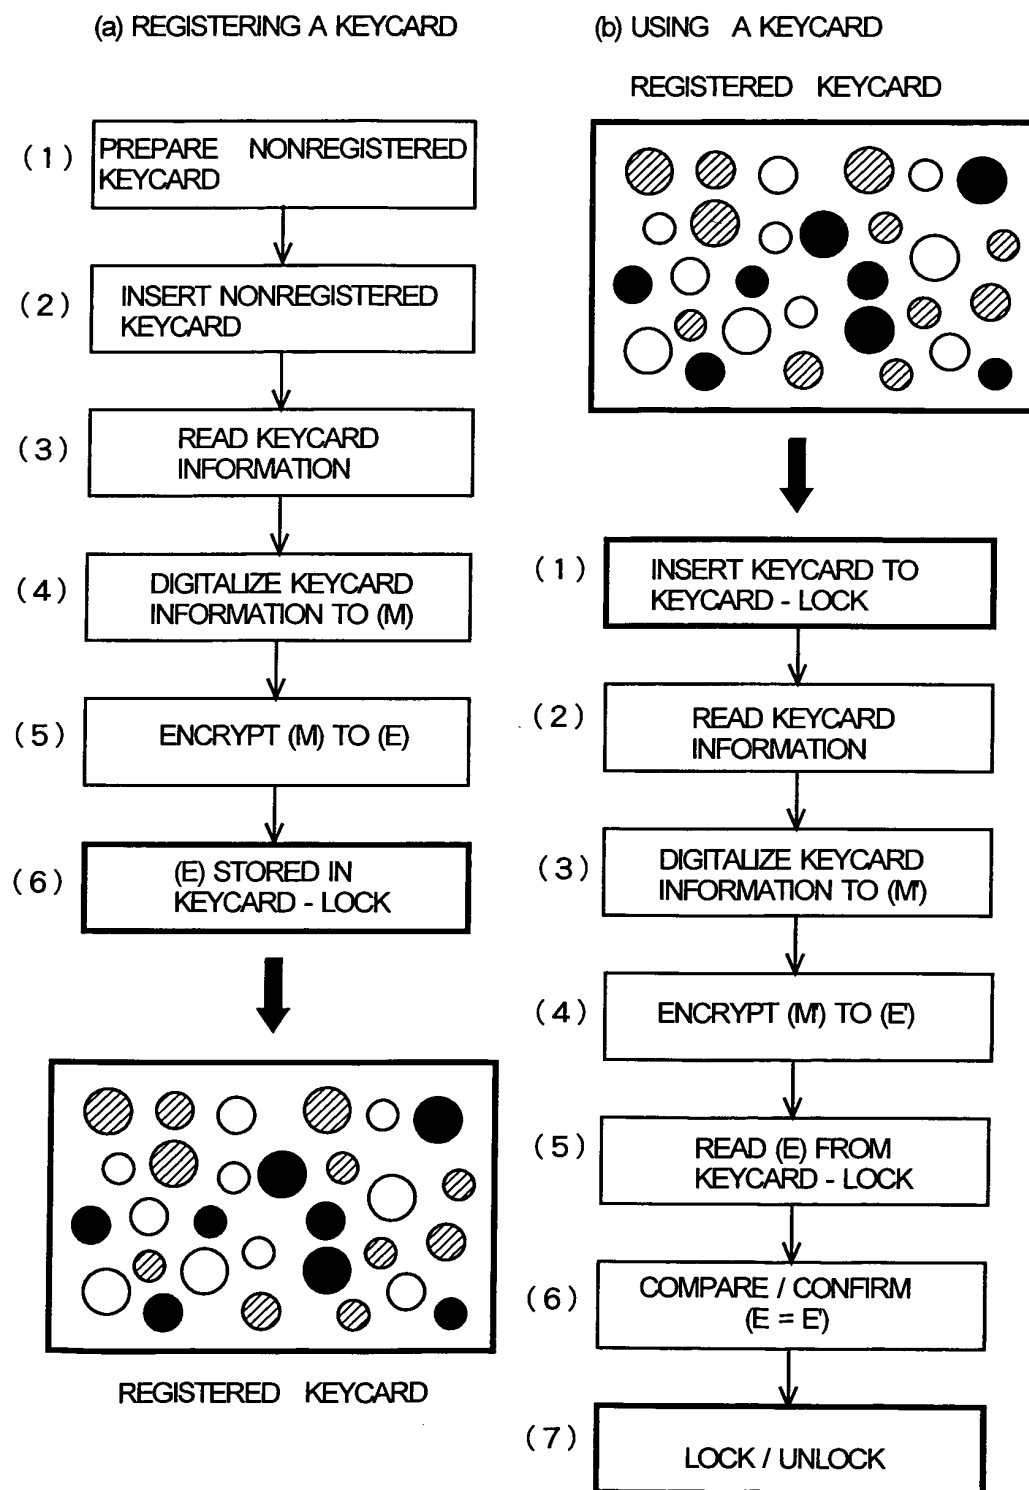 (a) REGISTERING A KEYCARD
(1)
PREPARE NONREGISTERED
KEYCARD
(2)
INSERT NONREGISTERED
KEYCARD
(3)
READ KEYCARD
INFORMATION
(4)
DIGITALIZE KEYCARD
INFORMATION TO (M)
(5)
ENCRYPT (M) TO (E)
(6)
(E) STORED IN
KEYCARD - LOCK
REGISTERED KEYCARD
(b) USING A KEYCARD
REGISTERED KEYCARD
(1)
INSERT KEYCARD TO
KEYCARD - LOCK
(2)
READ KEYCARD
INFORMATION
(3)
DIGITALIZE KEYCARD
INFORMATION TO (M')
(4)
ENCRYPT (M') TO (E')
(5)
READ (E) FROM
KEYCARD - LOCK
(6)
COMPARE / CONFIRM
(E = E')
(7)
LOCK / UNLOCK